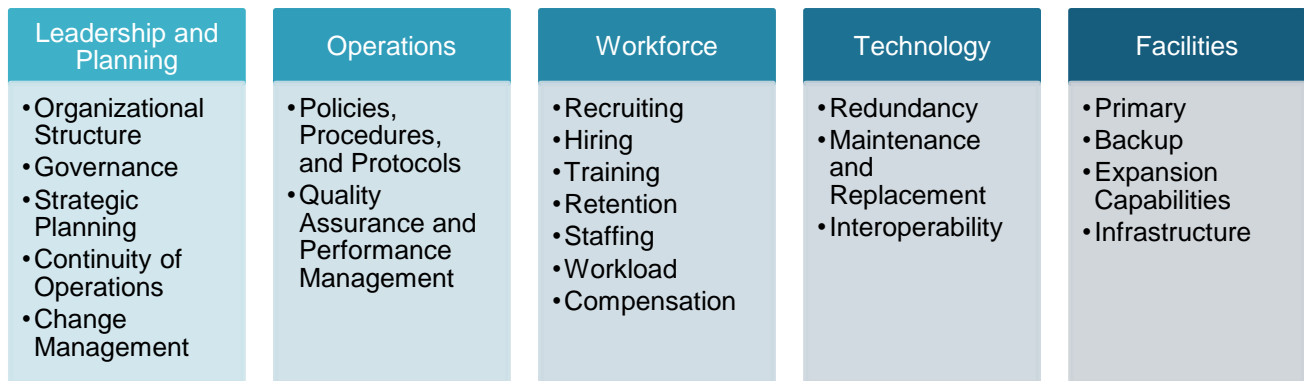 Leadership and
Planning
•Organizational
Structure
•Governance
•Strategic
Planning
•Continuity of
Operations
•Change
Management
Operations
•Policies,
Procedures,
and Protocols
•Quality
Assurance and
Performance
Management
Workforce
•Recruiting
•Hiring
•Training
•Retention
•Staffing
•Workload
•Compensation
Technology
•Redundancy
•Maintenance
and
Replacement
•Interoperability
Facilities
•Primary
•Backup
•Expansion
Capabilities
•Infrastructure